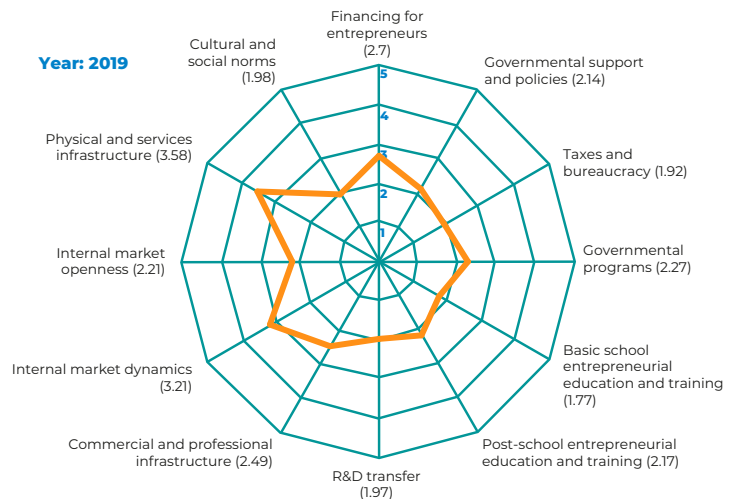 Year: 2019
Financing for
entrepreneurs
(2.7)
Governmental support
and policies (2.14)
Taxes and
bureaucracy (1.92)
Governmental
programs (2.27)
Basic school
entrepreneurial
education and training
(1.77)
Post-school entrepreneurial
education and training (2.17)
R&D transfer
(1.97)
Commercial and professional
infrastructure (2.49)
Internal market dynamics
(3.21)
Internal market
openness (2.21)
Physical and services
infrastructure (3.58)
Cultural and
social norms
(1.98)
5
4
3
2
1